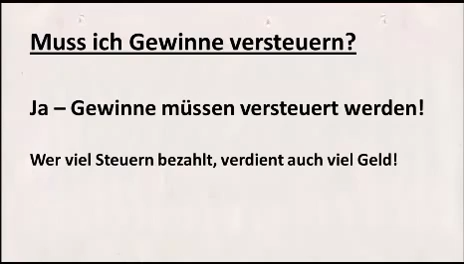 Muss ich Gewinne versteuern?
Ja – Gewinne müssen versteuert werden!
Wer viel Steuern bezahlt, verdient auch viel Geld!